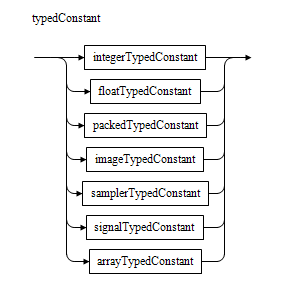 typedConstant
integerTypedConstant
floatTypedConstant
packedTypedConstant
imageTypedConstant
samplerTypedConstant
signalTypedConstant
arrayTypedConstant